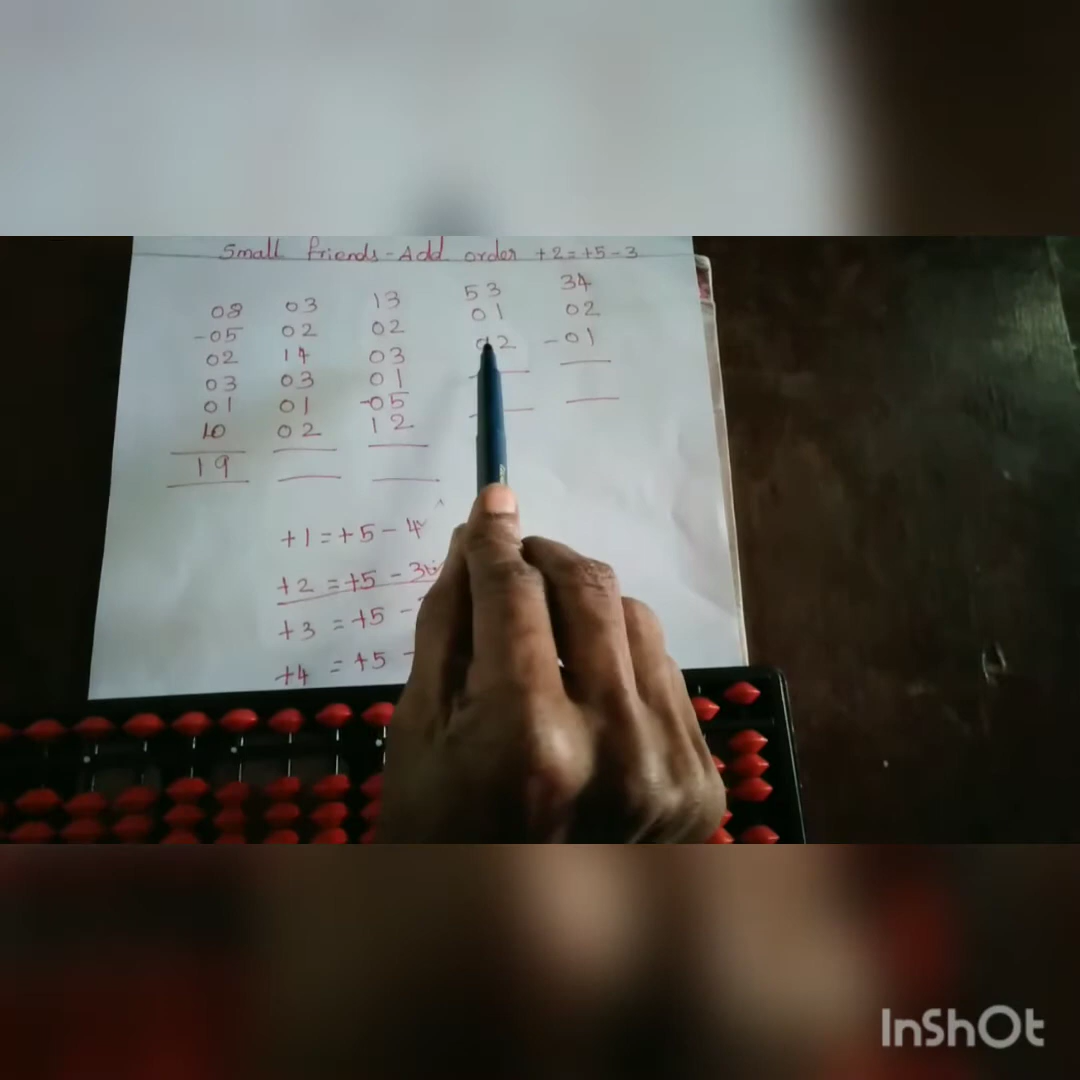 Small friends - Add order +2=+5-3
08 03 13 53 34
-05 02 02 01 02
02 14 03 02 -01
03 03 01
01 01 -05
10 02 12
19
+1=+5-4
+2=+5-3
+3=+5-
+4=+5-
InShOt